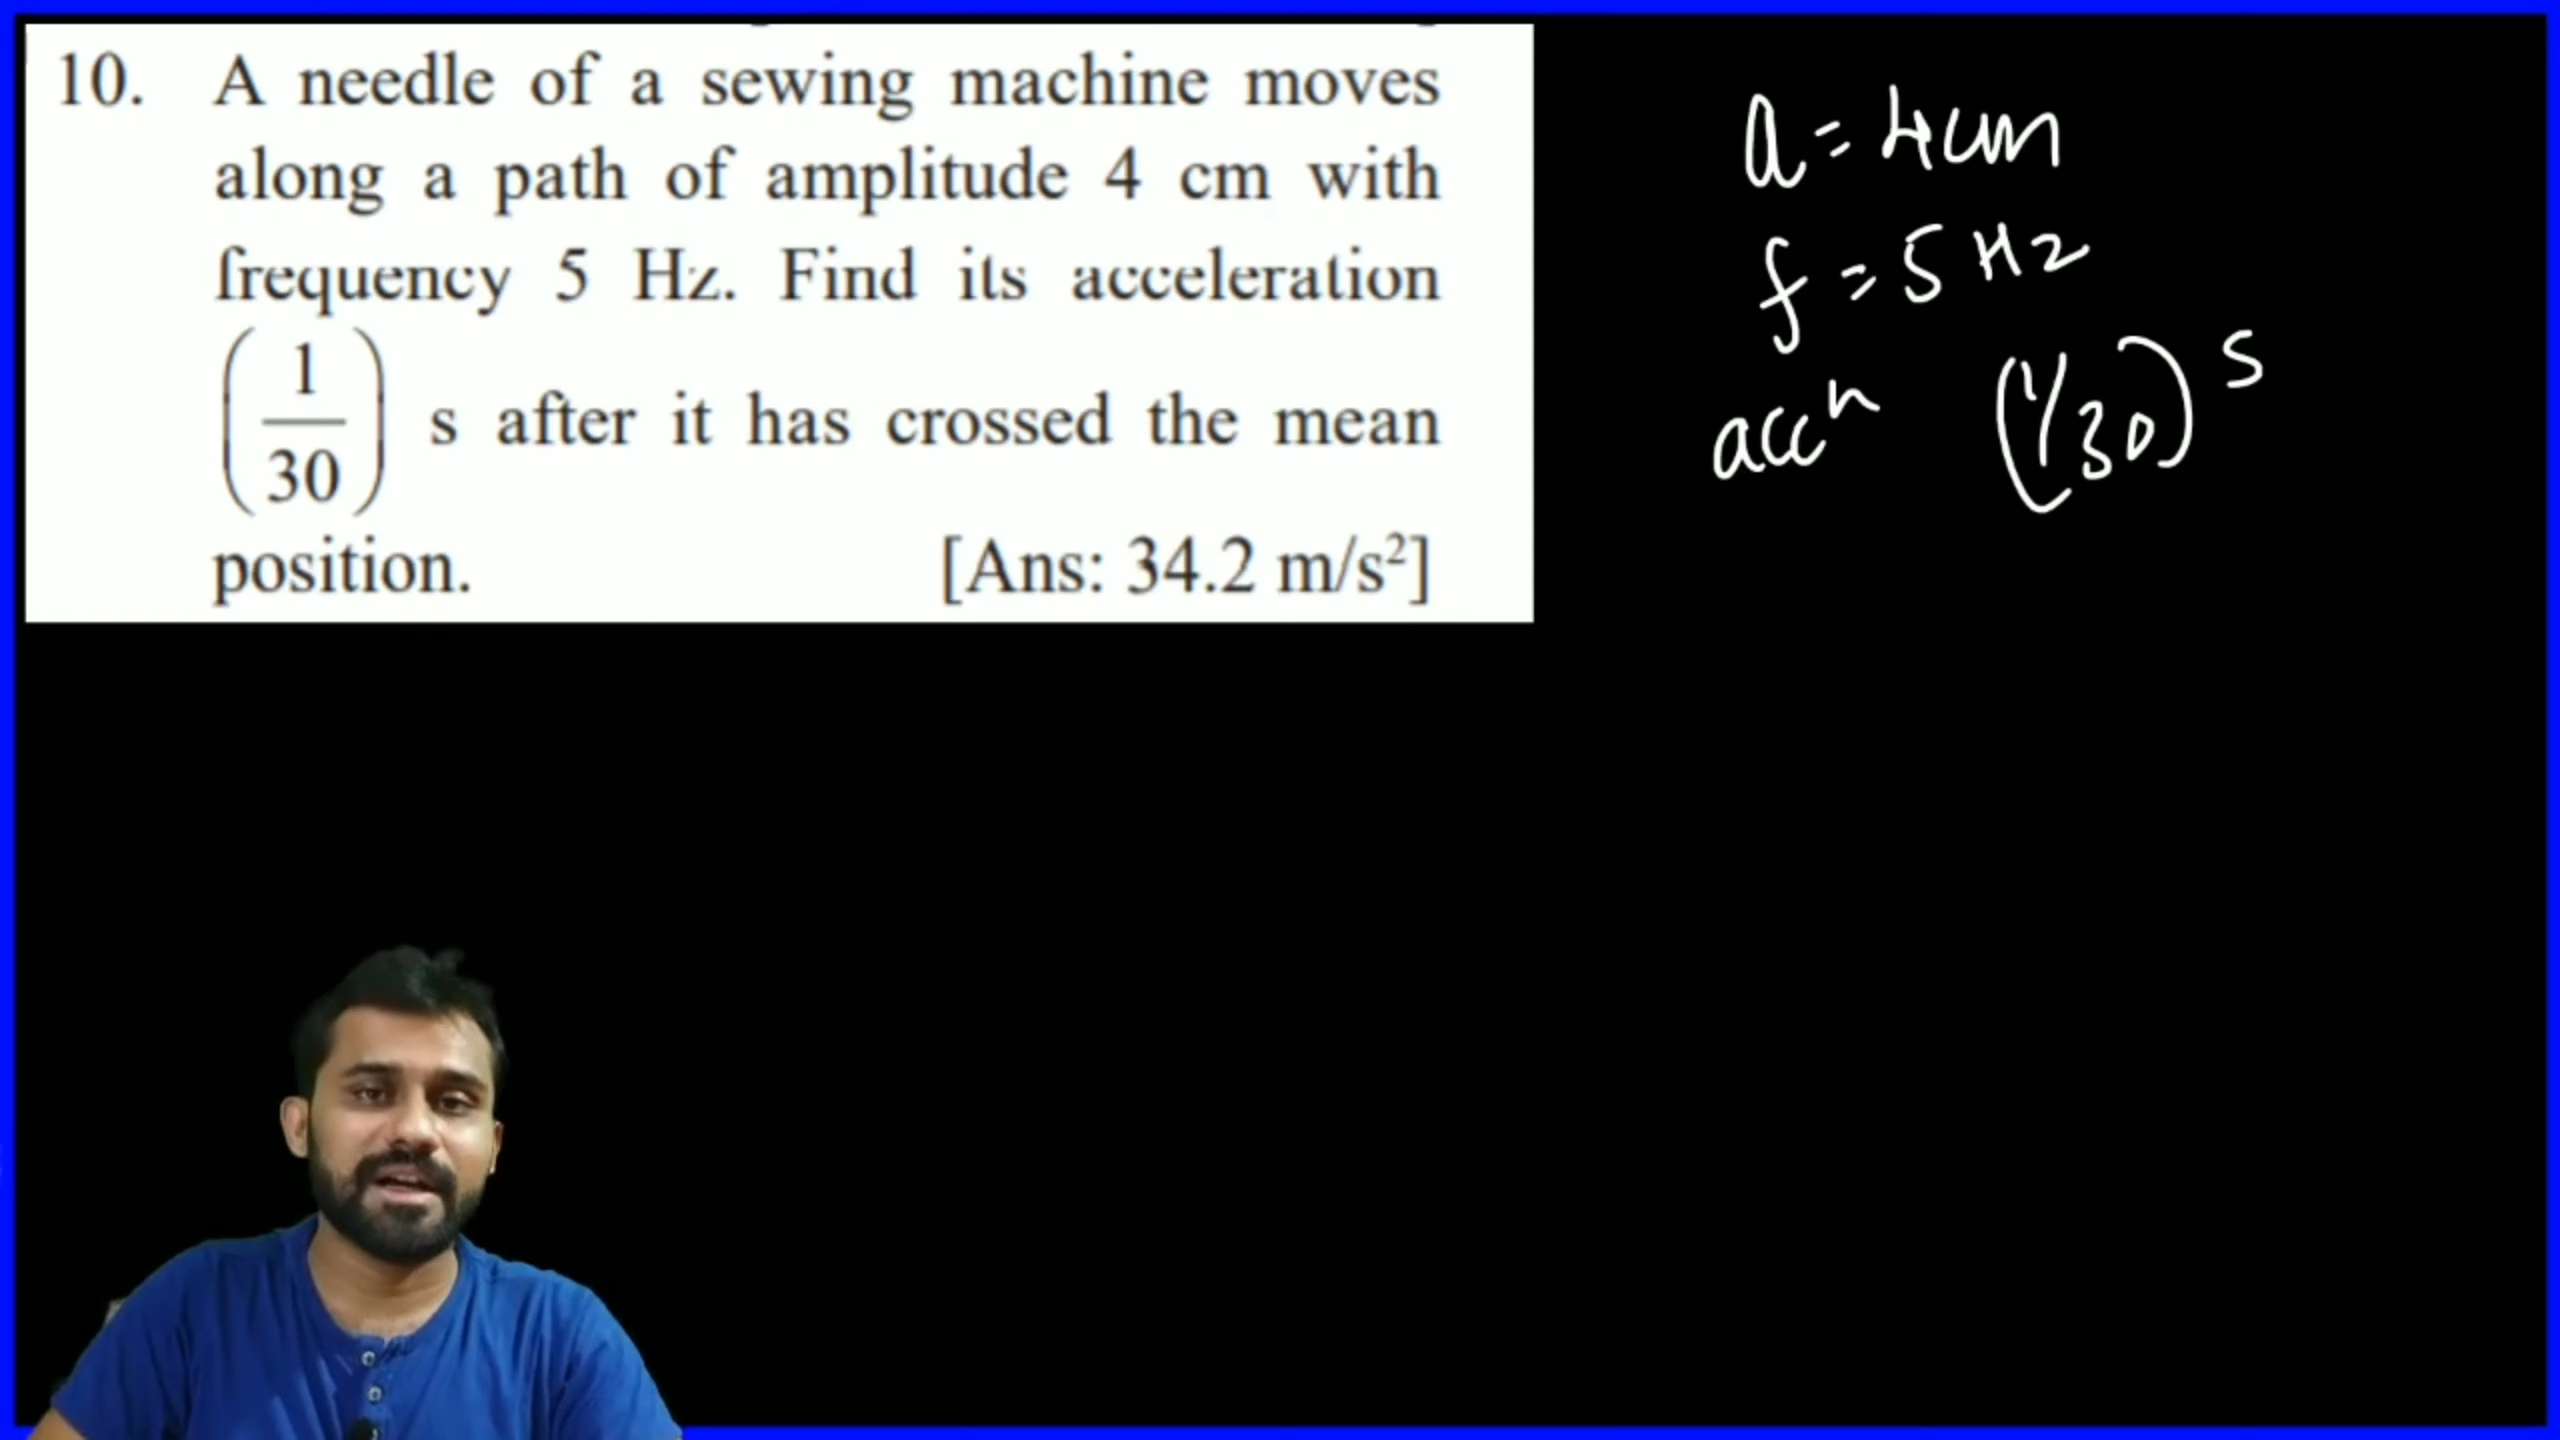 10. A needle of a sewing machine moves
along a path of amplitude 4 cm with
frequency 5 Hz. Find its acceleration
(1/30) s after it has crossed the mean
position. [Ans: 34.2 m/s²]
a = 4cm
f = 5 Hz
accⁿ (1/30) s